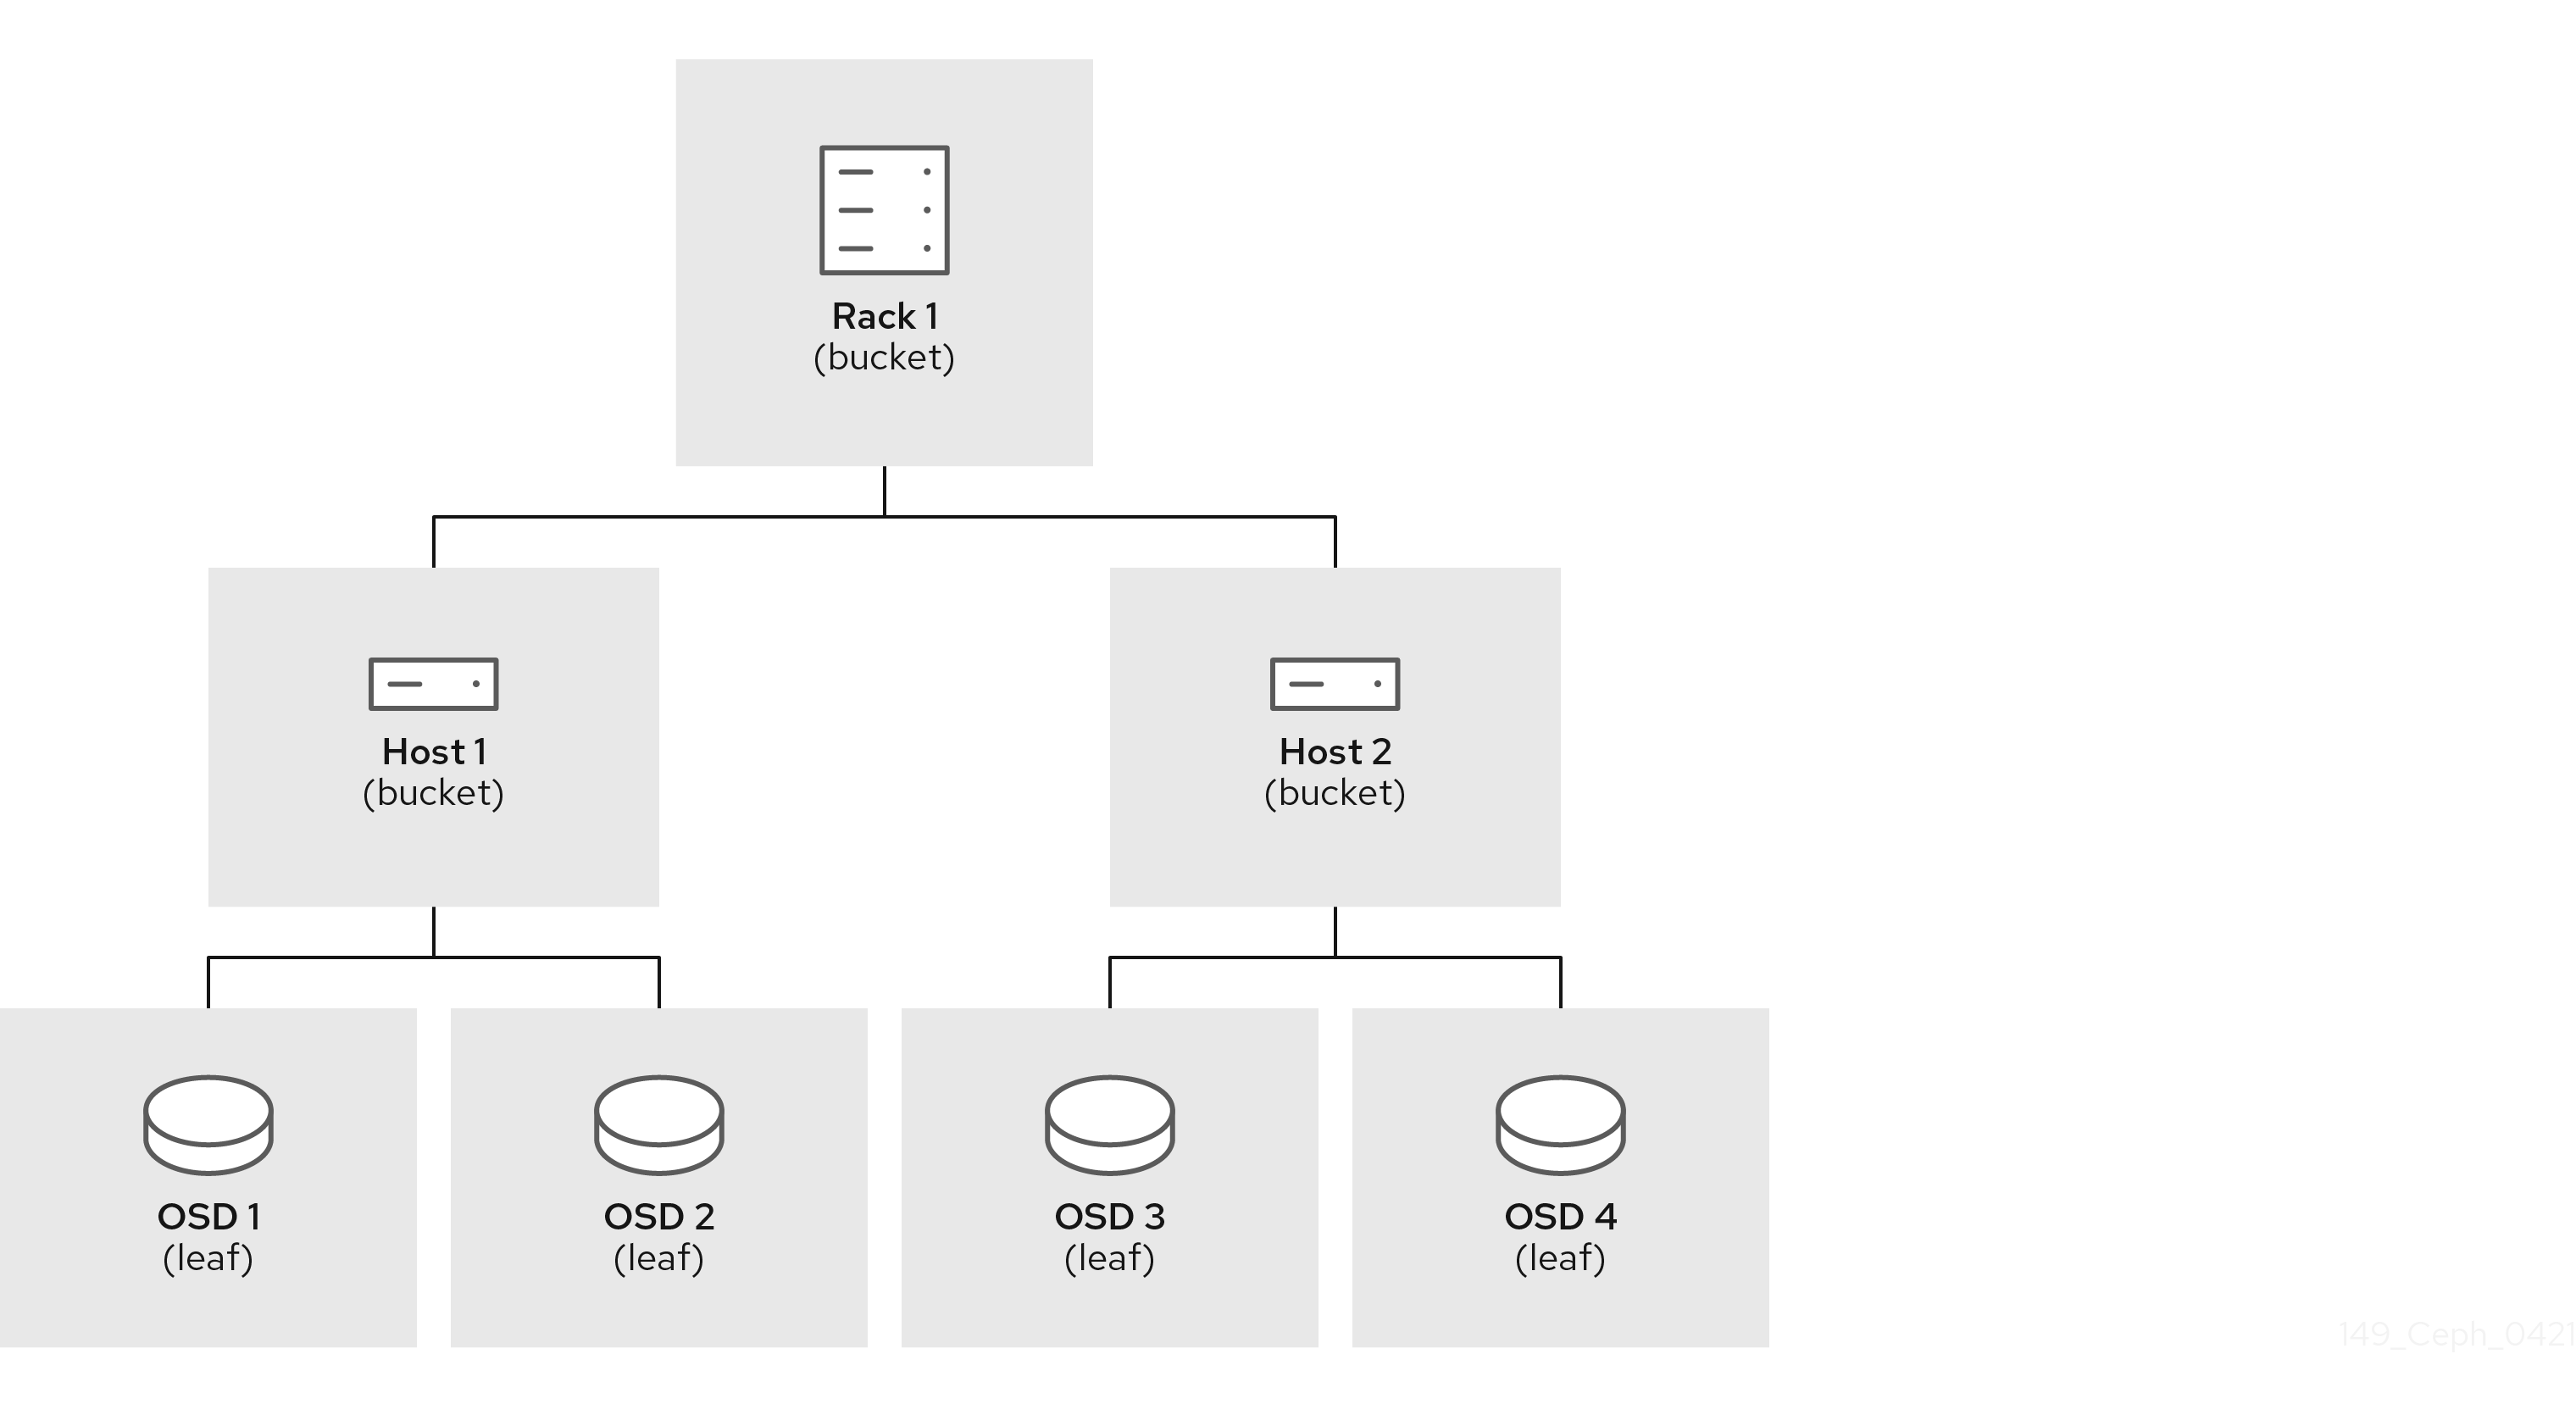 Rack 1
(bucket)
Host 1
(bucket)
Host 2
(bucket)
OSD 1
(leaf)
OSD 2
(leaf)
OSD 3
(leaf)
OSD 4
(leaf)
149_Ceph_0421